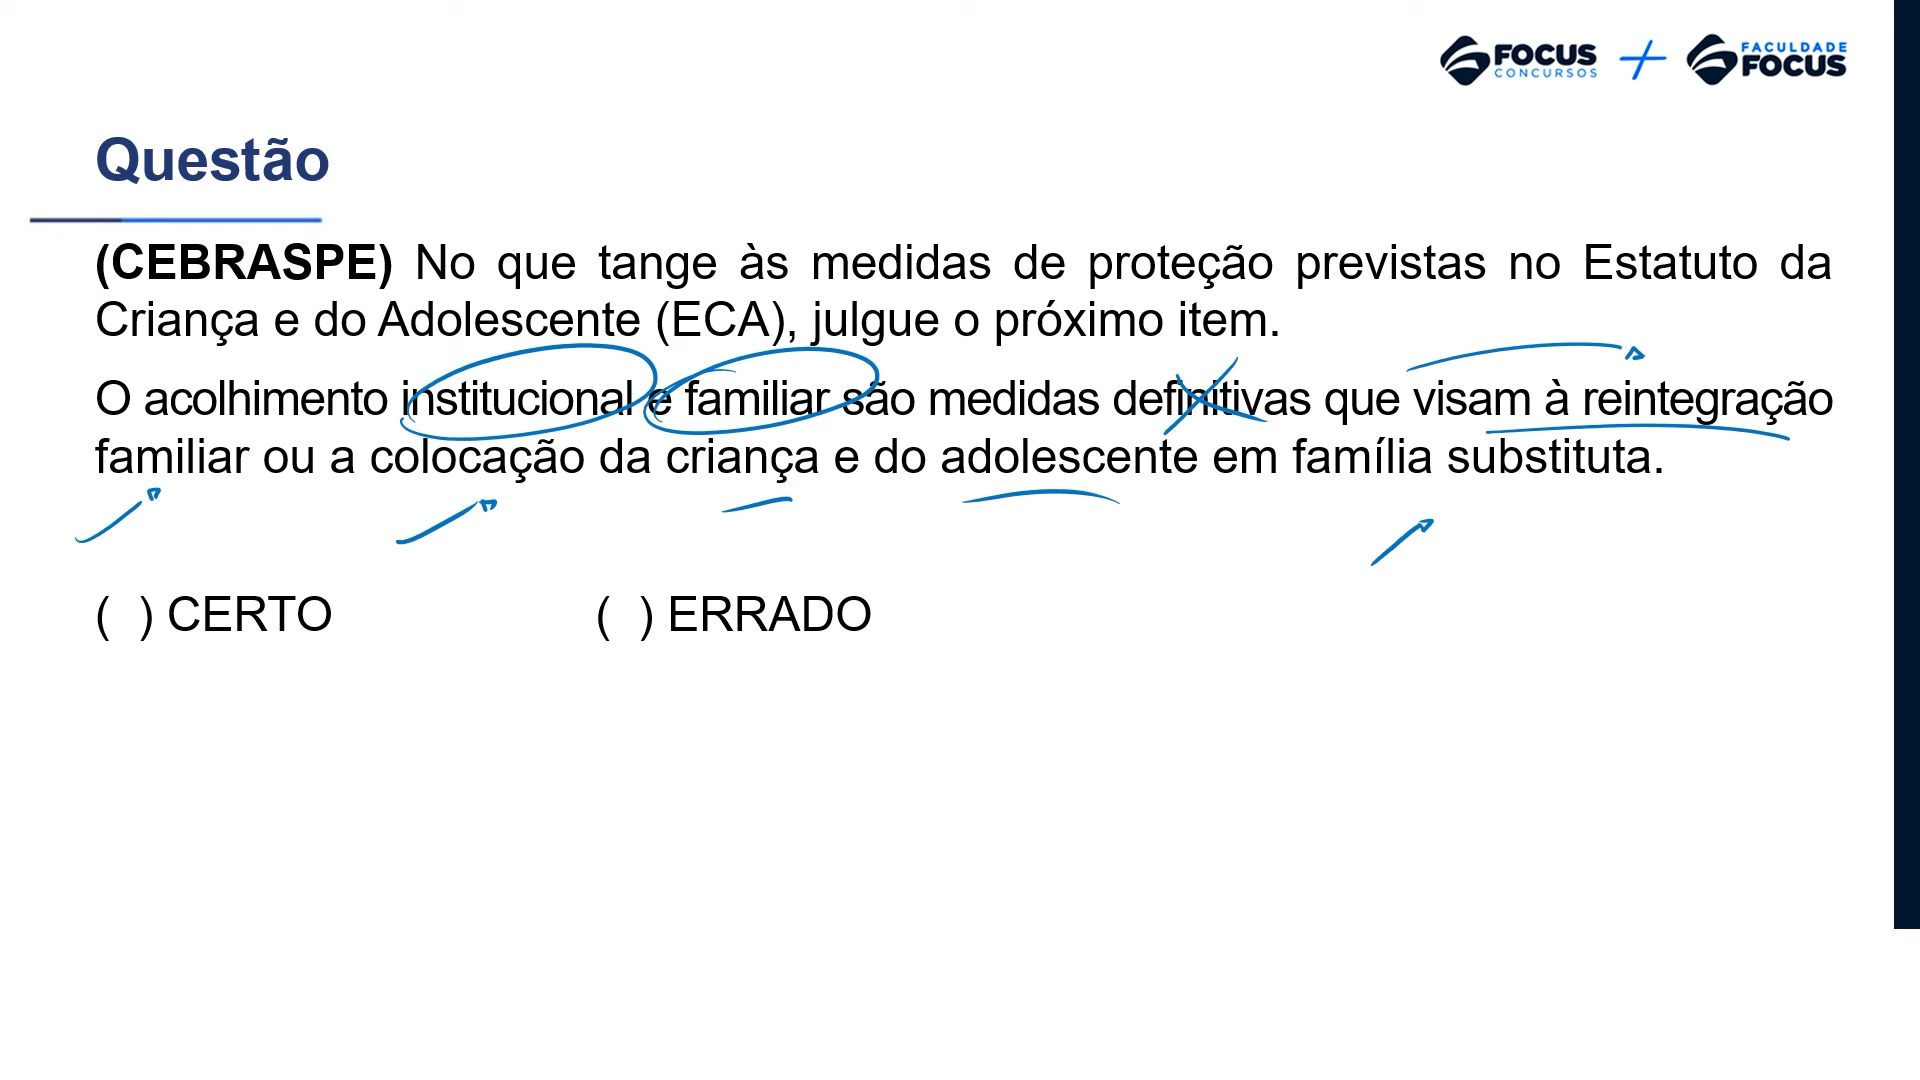 FOCUS
CONCURSOS
FACULDADE
FOCUS
Questão
(CEBRASPE) No que tange às medidas de proteção previstas no Estatuto da
Criança e do Adolescente (ECA), julgue o próximo item.
O acolhimento institucional e familiar são medidas definitivas que visam à reintegração
familiar ou a colocação da criança e do adolescente em família substituta.
( ) CERTO ( ) ERRADO